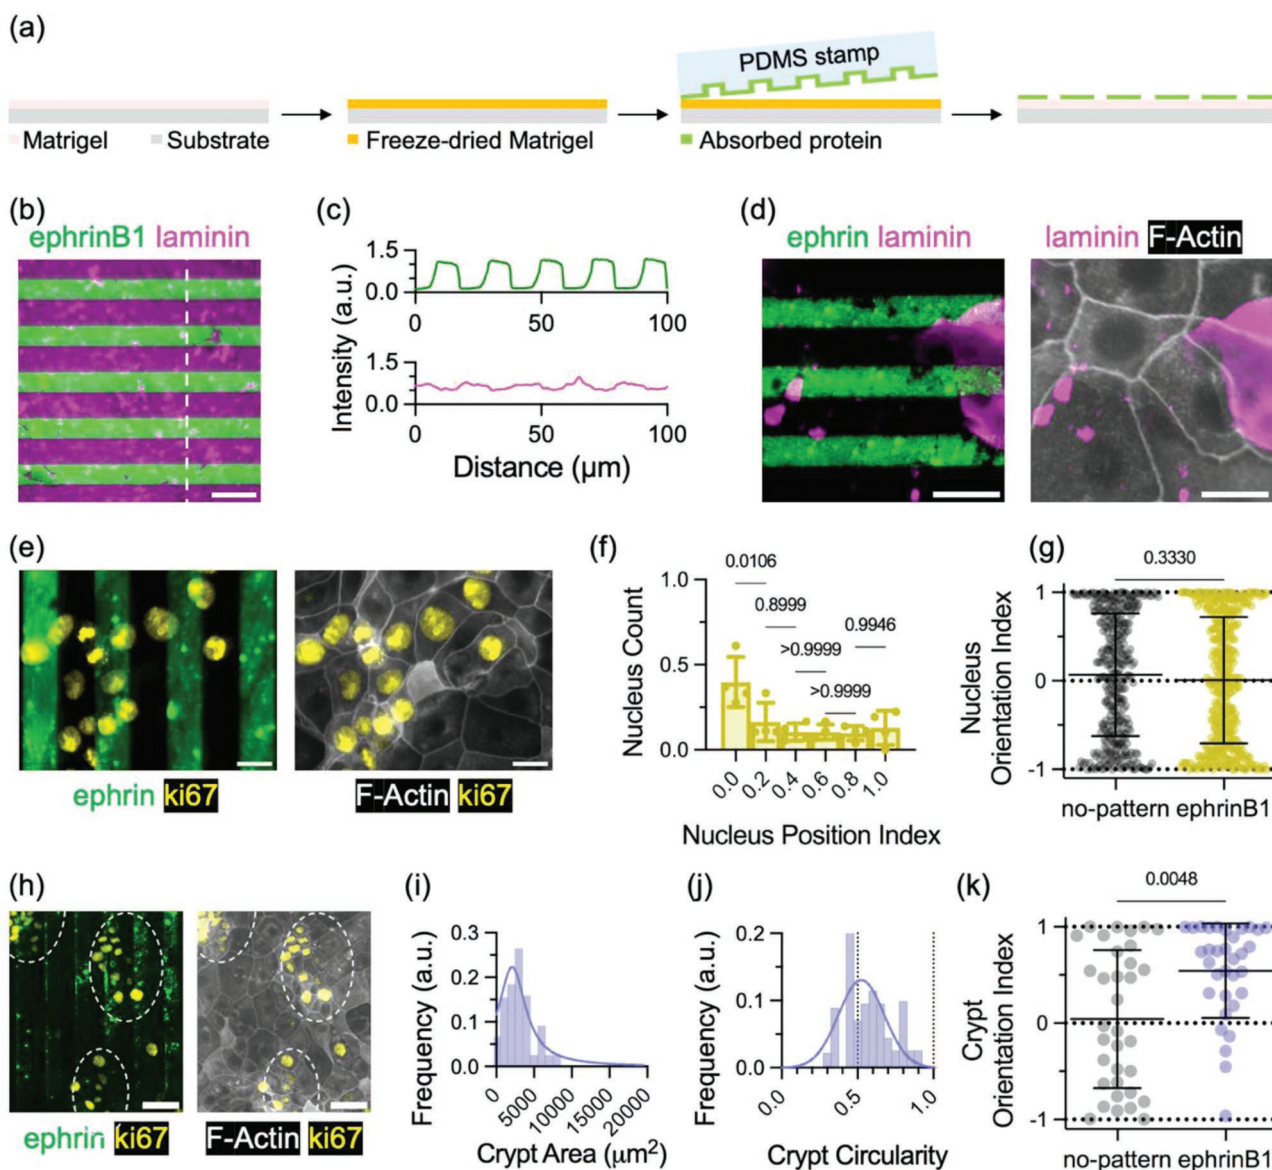 (a)
PDMS stamp
Matrigel Substrate Freeze-dried Matrigel Absorbed protein
(b) (c) (d)
ephrinB1 laminin
Intensity (a.u.)
1.5
0.0
0 50 100
1.5
0.0
0 50 100
Distance (µm)
ephrin laminin laminin F-Actin
(e) (f) (g)
ephrin ki67 F-Actin ki67
Nucleus Count
1.0
0.5
0.0
0.0106
0.8999
>0.9999
>0.9999
0.9946
0.0 0.2 0.4 0.6 0.8 1.0
Nucleus Position Index
Nucleus
Orientation Index
0.3330
1
0
-1
no-pattern ephrinB1
(h) (i) (j) (k)
ephrin ki67 F-Actin ki67
Frequency (a.u.)
0.3
0.2
0.1
0.0
0 5000 10000 15000 20000
Crypt Area (µm²)
Frequency (a.u.)
0.2
0.1
0.0
0.0 0.5 1.0
Crypt Circularity
Crypt
Orientation Index
0.0048
1
0
-1
no-pattern ephrinB1